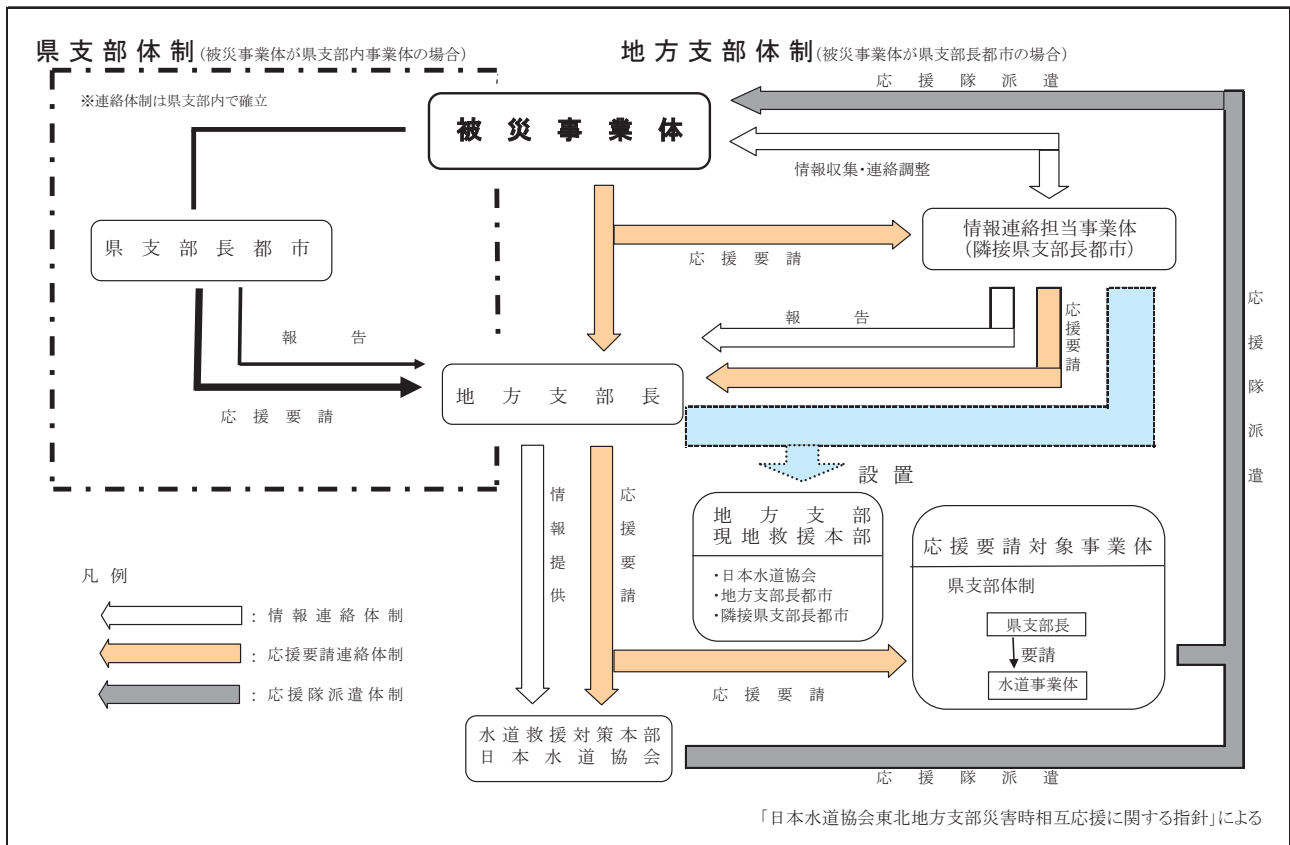 県支部体制(被災事業体が県支部内事業体の場合)
地方支部体制(被災事業体が県支部長都市の場合)
応援隊派遣
※連絡体制は県支部内で確立
被災事業体
情報収集・連絡調整
県支部長都市
情報連絡担当事業体
(隣接県支部長都市)
応援要請
報告
報告
応援要請
応援隊派遣
地方支部長
応援要請
設置
情報提供
応援要請
地方支部
現地救援本部
・日本水道協会
・地方支部長都市
・隣接県支部長都市
応援要請対象事業体
県支部体制
県支部長
要請
水道事業体
凡例
：情報連絡体制
：応援要請連絡体制
：応援隊派遣体制
応援要請
水道救援対策本部
日本水道協会
応援隊派遣
「日本水道協会東北地方支部災害時相互応援に関する指針」による